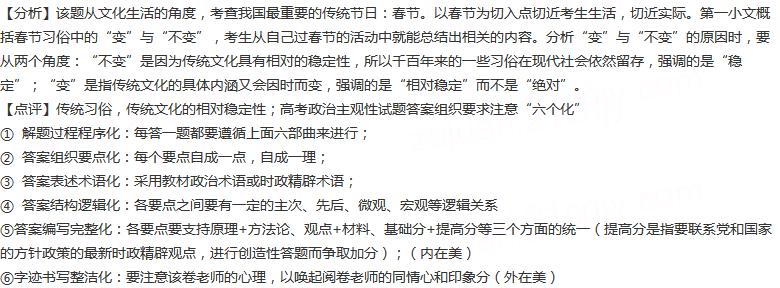 【分析】该题从文化生活的角度，考查我国最重要的传统节日：春节。以春节为切入点切近考生生活，切近实际。第一小文概
括春节习俗中的“变”与“不变”，考生从自己过春节的活动中就能总结出相关的内容。分析“变”与“不变”的原因时，要
从两个角度：“不变”是因为传统文化具有相对的稳定性，所以千百年来的一些习俗在现代社会依然留存，强调的是“稳
定”；“变”是指传统文化的具体内涵又会因时而变，强调的是“相对稳定”而不是“绝对”。
【点评】传统习俗，传统文化的相对稳定性；高考政治主观性试题答案组织要求注意“六个化”
① 解题过程程序化：每答一题都要遵循上面六部曲来进行；
② 答案组织要点化：每个要点自成一点，自成一理；
③ 答案表述术语化：采用教材政治术语或时政精辟术语；
④ 答案结构逻辑化：各要点之间要有一定的主次、先后、微观、宏观等逻辑关系
⑤答案编写完整化：各要点要支持原理+方法论、观点+材料、基础分+提高分等三个方面的统一（提高分是指要联系党和国家
的方针政策的最新时政精辟观点，进行创造性答题而争取加分）；（内在美）
⑥字迹书写整洁化：要注意该卷老师的心理，以唤起阅卷老师的同情心和印象分（外在美）